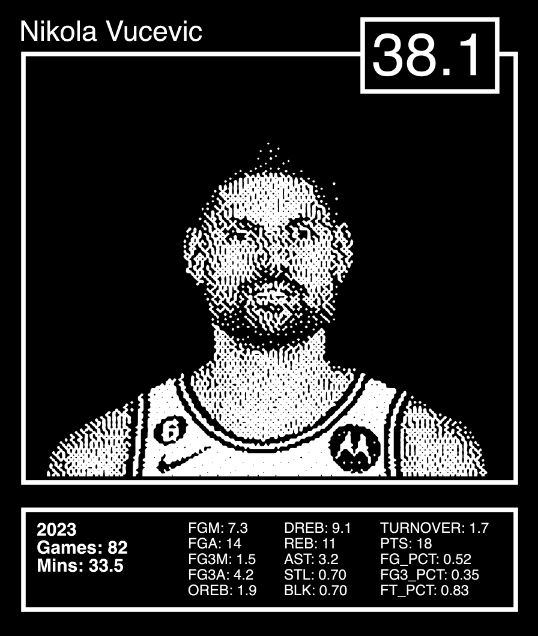 Nikola Vucevic
38.1
6
2023
Games: 82
Mins: 33.5
FGM: 7.3
FGA: 14
FG3M: 1.5
FG3A: 4.2
OREB: 1.9
DREB: 9.1
REB: 11
AST: 3.2
STL: 0.70
BLK: 0.70
TURNOVER: 1.7
PTS: 18
FG_PCT: 0.52
FG3_PCT: 0.35
FT_PCT: 0.83